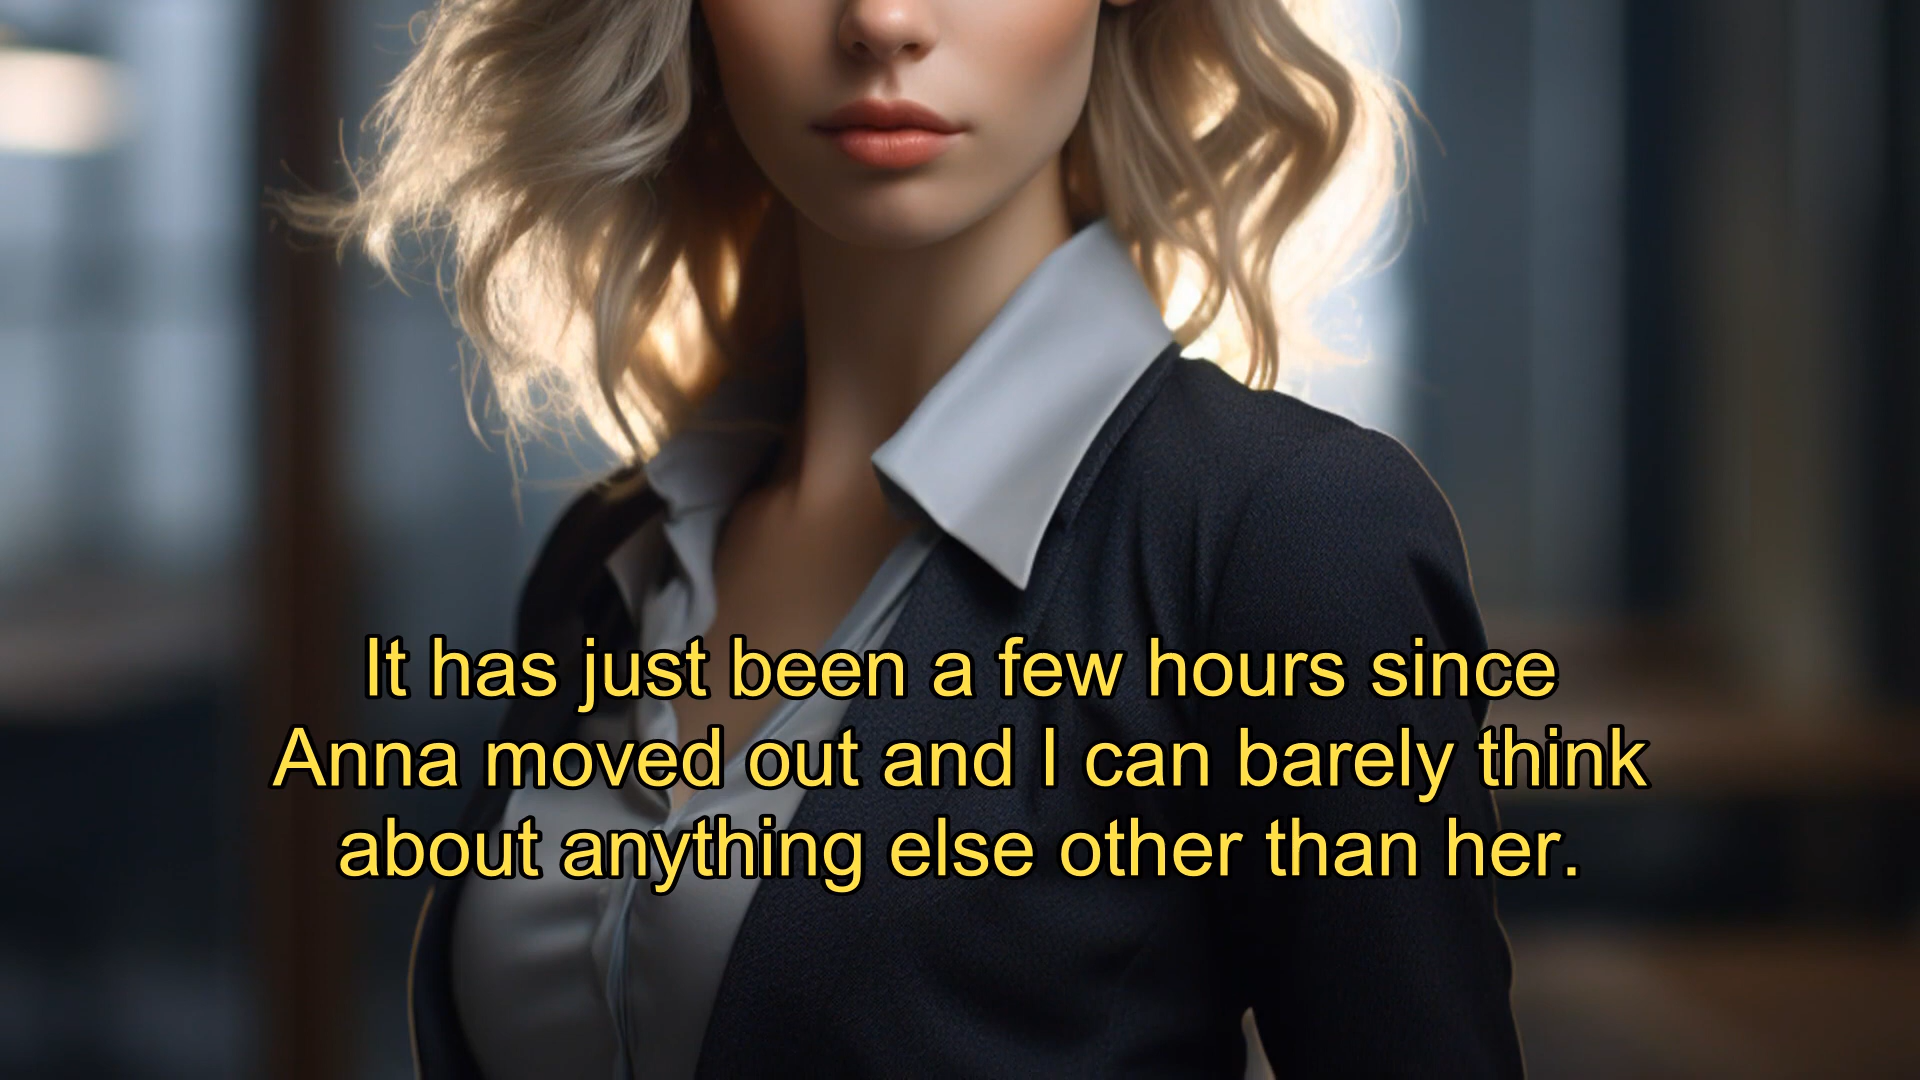 It has just been a few hours since
Anna moved out and I can barely think
about anything else other than her.